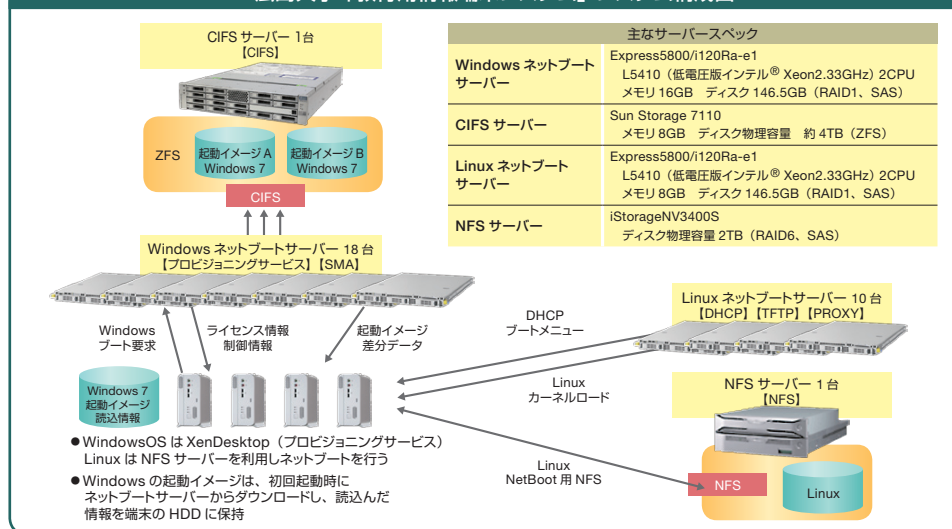 CIFS サーバー 1台
【CIFS】
ZFS
起動イメージ A
Windows 7
起動イメージ B
Windows 7
CIFS
Windows ネットブートサーバー 18 台
【プロビジョニングサービス】【SMA】
Windows
ブート要求
ライセンス情報
制御情報
起動イメージ
差分データ
Windows 7
起動イメージ
読込情報
●WindowsOS は XenDesktop（プロビジョニングサービス）
Linux は NFS サーバーを利用しネットブートを行う
●Windows の起動イメージは、初回起動時に
ネットブートサーバーからダウンロードし、読込んだ
情報を端末の HDD に保持
主なサーバースペック
Windows ネットブート
サーバー
Express5800/i120Ra-e1
L5410（低電圧版インテル® Xeon2.33GHz）2CPU
メモリ 16GB　ディスク 146.5GB（RAID1、SAS）
CIFS サーバー
Sun Storage 7110
メモリ 8GB　ディスク物理容量　約 4TB（ZFS）
Linux ネットブート
サーバー
Express5800/i120Ra-e1
L5410（低電圧版インテル® Xeon2.33GHz）2CPU
メモリ 8GB　ディスク 146.5GB（RAID1、SAS）
NFS サーバー
iStorageNV3400S
ディスク物理容量 2TB（RAID6、SAS）
DHCP
ブートメニュー
Linux
カーネルロード
Linux
NetBoot 用 NFS
Linux ネットブートサーバー 10 台
【DHCP】【TFTP】【PROXY】
NFS サーバー 1 台
【NFS】
NFS
Linux